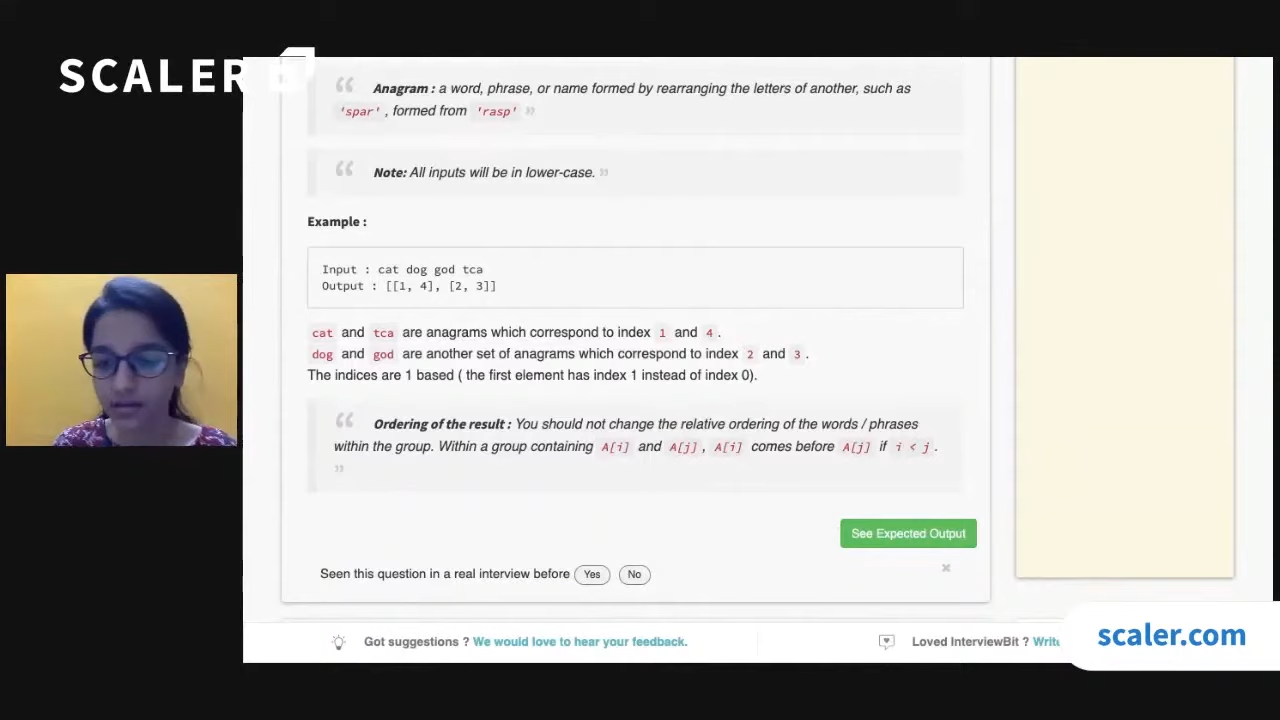 SCALER
“ Anagram : a word, phrase, or name formed by rearranging the letters of another, such as
'spar' , formed from 'rasp' ”
“ Note: All inputs will be in lower-case. ”
Example :
Input : cat dog god tca
Output : [[1, 4], [2, 3]]
cat and tca are anagrams which correspond to index 1 and 4 .
dog and god are another set of anagrams which correspond to index 2 and 3 .
The indices are 1 based ( the first element has index 1 instead of index 0).
“ Ordering of the result : You should not change the relative ordering of the words / phrases
within the group. Within a group containing A[i] and A[j] , A[i] comes before A[j] if i < j .
”
See Expected Output
Seen this question in a real interview before Yes No
Got suggestions ? We would love to hear your feedback.
Loved InterviewBit ? Write
scaler.com